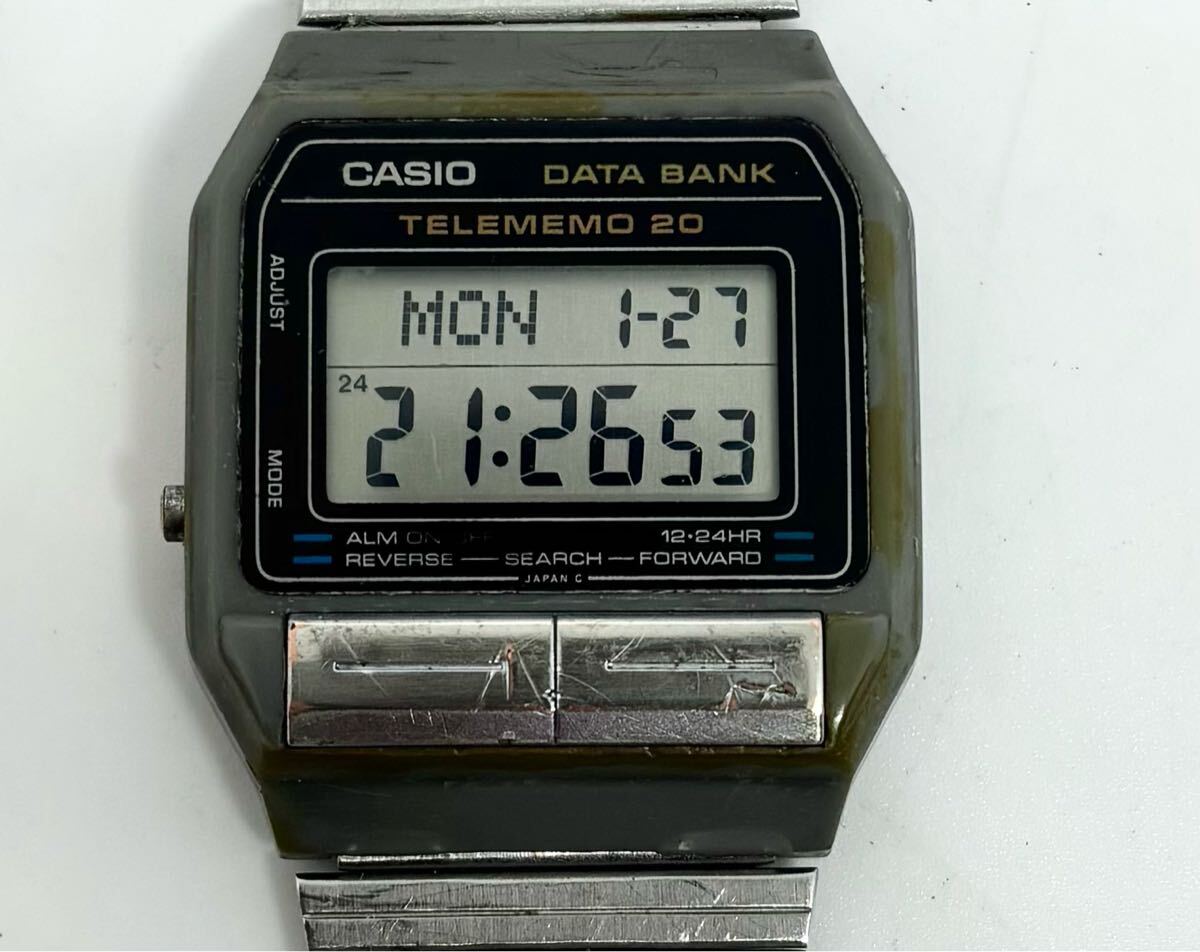 CASIO DATA BANK
TELEMEMO 20
ADJUST
MON 1-27
24
21:26 53
MODE
ALM ON OFF 12•24HR
REVERSE — SEARCH — FORWARD
JAPAN C